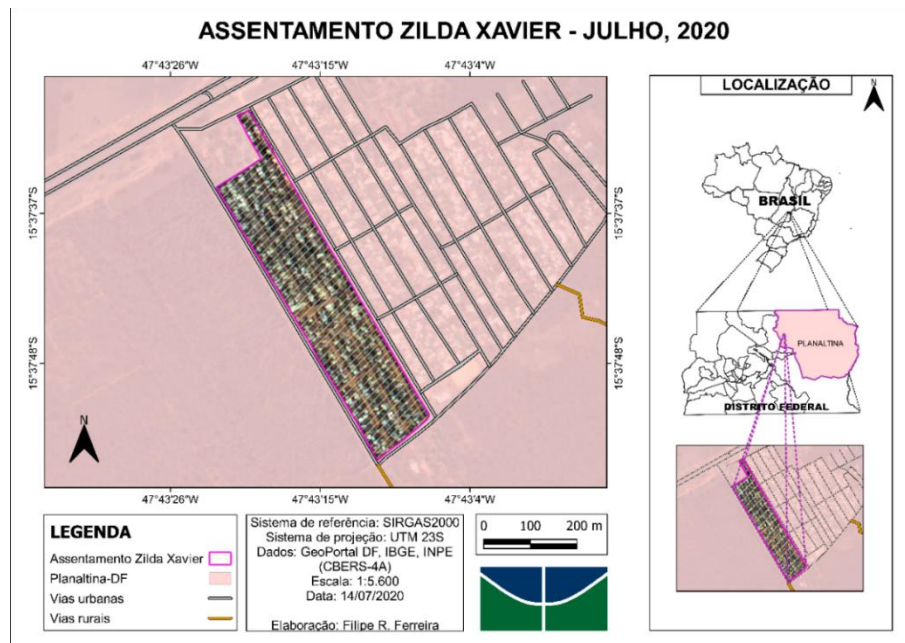 ASSENTAMENTO ZILDA XAVIER - JULHO, 2020
47°43'26"W
47°43'15"W
47°43'4"W
15°37'37"S
15°37'48"S
15°37'37"S
15°37'48"S
N
47°43'26"W
47°43'15"W
47°43'4"W
LOCALIZAÇÃO
N
BRASIL
PLANALTINA
DISTRITO FEDERAL
LEGENDA
Assentamento Zilda Xavier
Planaltina-DF
Vias urbanas
Vias rurais
Sistema de referência: SIRGAS2000
Sistema de projeção: UTM 23S
Dados: GeoPortal DF, IBGE, INPE
(CBERS-4A)
Escala: 1:5.600
Data: 14/07/2020
Elaboração: Filipe R. Ferreira
0 100 200 m